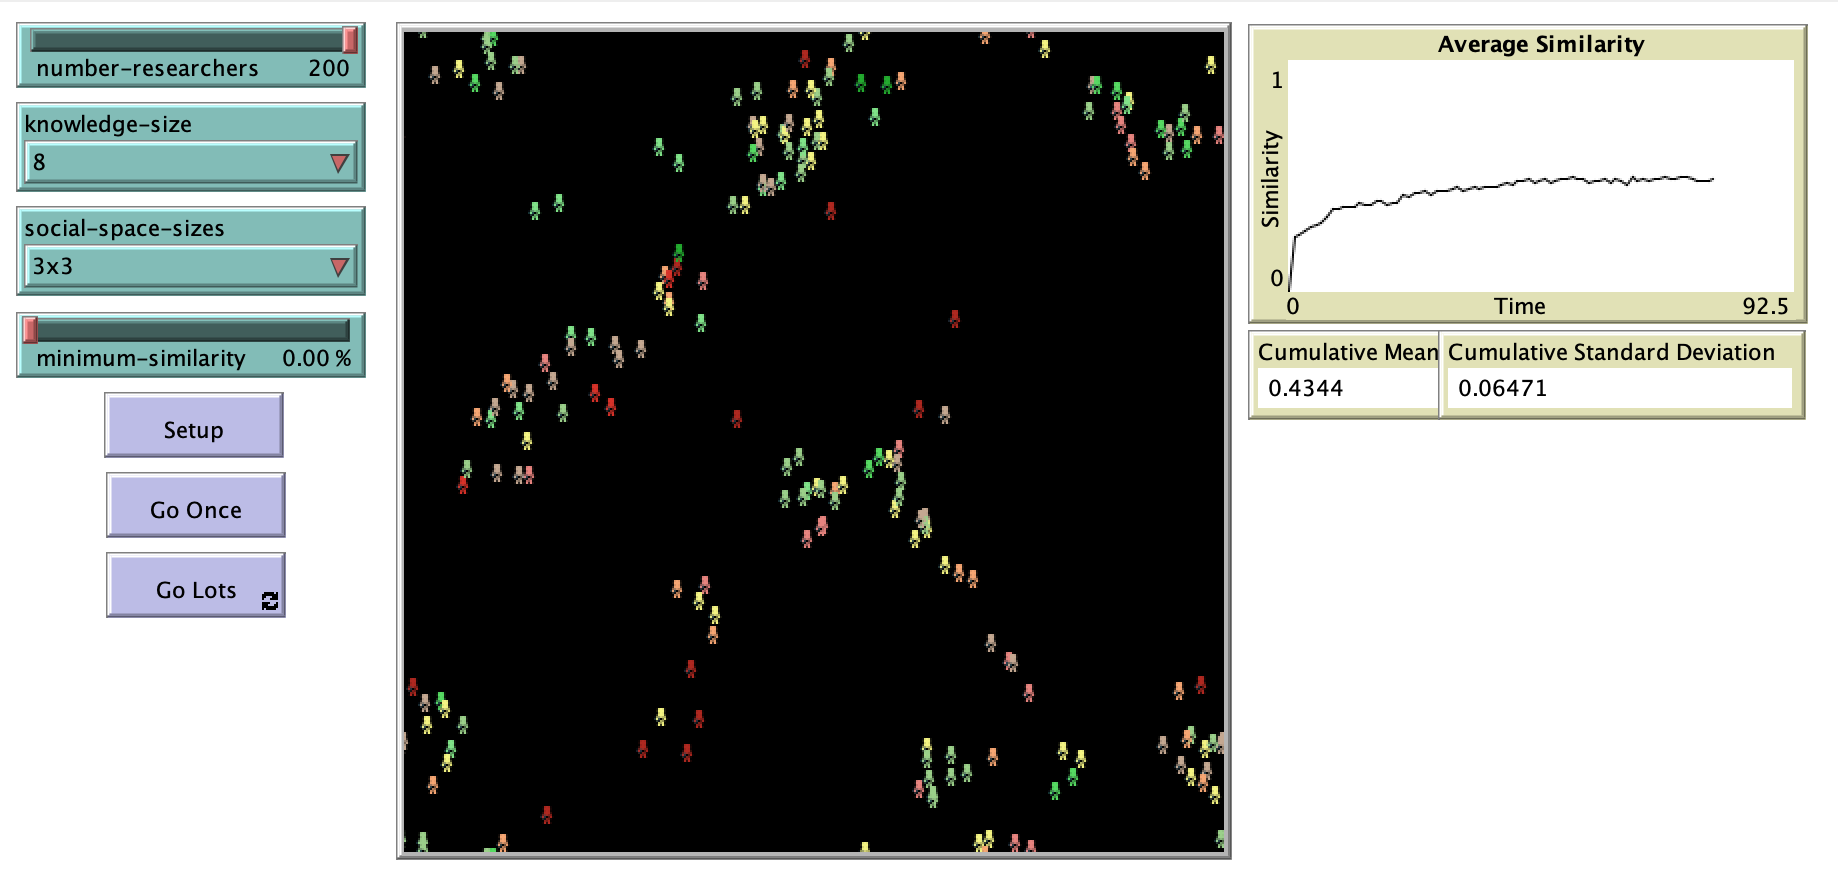 number-researchers 200
knowledge-size
8
social-space-sizes
3x3
minimum-similarity 0.00 %
Setup
Go Once
Go Lots
Average Similarity
1
Similarity
0
0 Time 92.5
Cumulative Mean Cumulative Standard Deviation
0.4344 0.06471